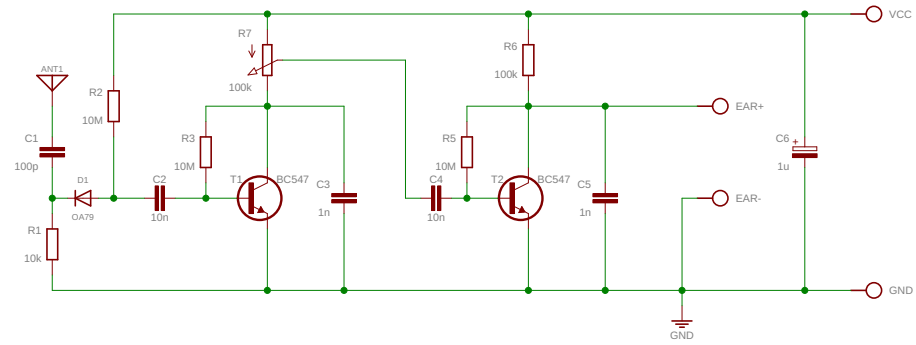 VCC
R7
R6
100k
100k
ANT1
R2
10M
EAR+
C1
100p
R3
10M
R5
10M
C6
+
1u
D1
OA79
C2
10n
T1
BC547
C3
1n
C4
10n
T2
BC547
C5
1n
EAR-
R1
10k
GND
GND